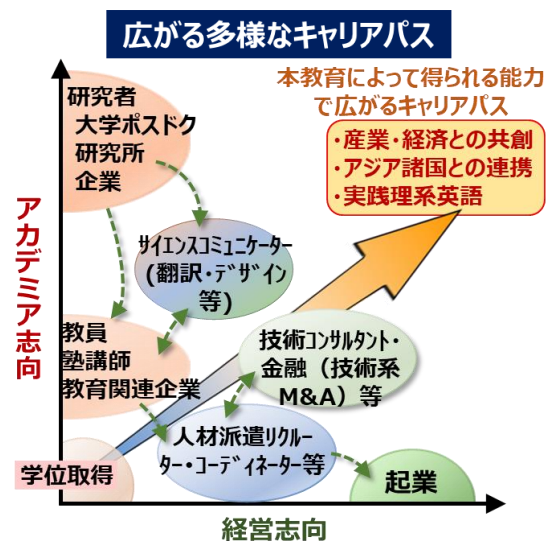 広がる多様なキャリアパス
本教育によって得られる能力
で広がるキャリアパス
・産業・経済との共創
・アジア諸国との連携
・実践理系英語
研究者
大学ポスドク
研究所
企業
サイエンスコミュニケーター
(翻訳・デザイン
等)
アカデミア志向
教員
塾講師
教育関連企業
技術コンサルタント・
金融（技術系
M&A）等
人材派遣リクルー
ター・コーディネーター等
学位取得
起業
経営志向